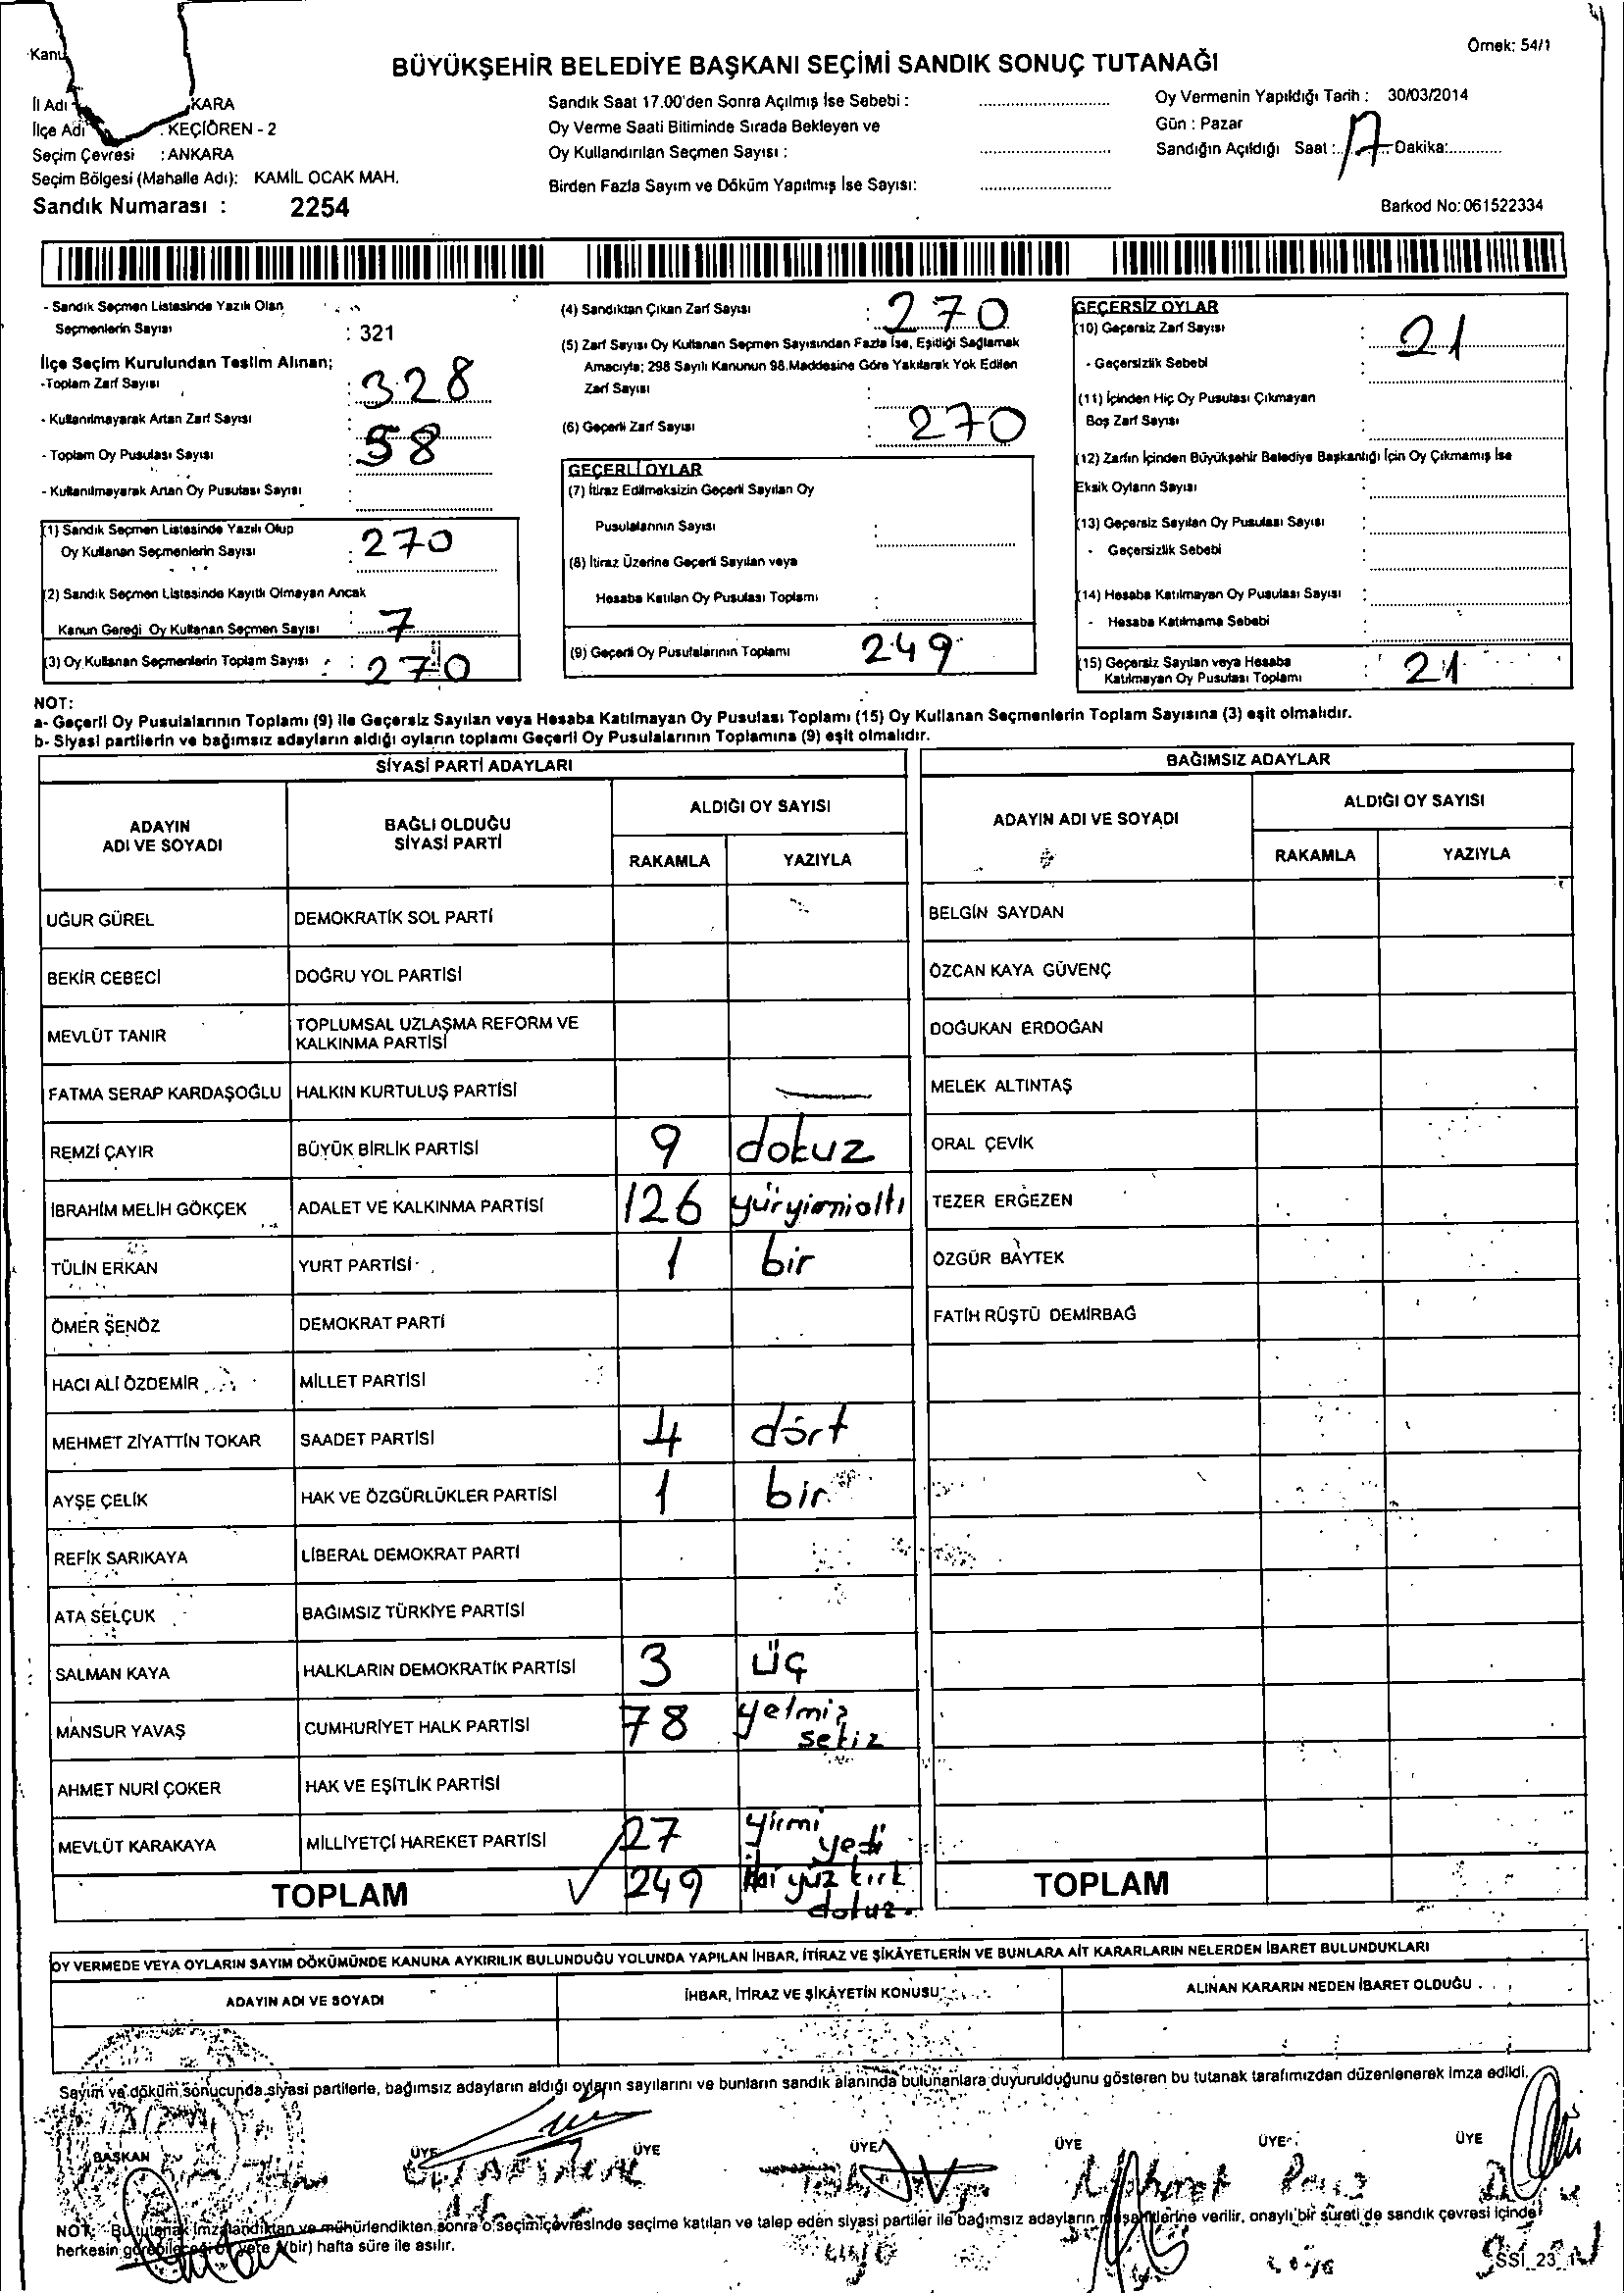 Örnek: 54/1
BÜYÜKŞEHİR BELEDİYE BAŞKANI SEÇİMİ SANDIK SONUÇ TUTANAĞI
İl Adı KARA
İlçe Adı : KEÇİÖREN - 2
Seçim Çevresi : ANKARA
Seçim Bölgesi (Mahalle Adı): KAMİL OCAK MAH.
Sandık Numarası : 2254
Sandık Saat 17.00'den Sonra Açılmış İse Sebebi :
Oy Verme Saati Bitiminde Sırada Bekleyen ve
Oy Kullandırılan Seçmen Sayısı :
Birden Fazla Sayım ve Döküm Yapılmış İse Sayısı:
Oy Vermenin Yapıldığı Tarih : 30/03/2014
Gün : Pazar
Sandığın Açıldığı Saat :..17..Dakika:............
Barkod No: 061522334
- Sandık Seçmen Listesinde Yazılı Olan
Seçmenlerin Sayısı : 321
İlçe Seçim Kurulundan Teslim Alınan;
-Toplam Zarf Sayısı : 328
- Kullanılmayarak Artan Zarf Sayısı : 58
- Toplam Oy Pusulası Sayısı :
- Kullanılmayarak Artan Oy Pusulası Sayısı :
(1) Sandık Seçmen Listesinde Yazılı Olup
Oy Kullanan Seçmenlerin Sayısı : 270
(2) Sandık Seçmen Listesinde Kayıtlı Olmayan Ancak
Kanun Gereği Oy Kullanan Seçmen Sayısı : 7
(3) Oy Kullanan Seçmenlerin Toplam Sayısı : 270
(4) Sandıktan Çıkan Zarf Sayısı : 270
(5) Zarf Sayısı Oy Kullanan Seçmen Sayısından Fazla İse, Eşitliği Sağlamak
Amacıyla; 298 Sayılı Kanunun 98.Maddesine Göre Yakılarak Yok Edilen
Zarf Sayısı :
(6) Geçerli Zarf Sayısı : 270
GEÇERLİ OYLAR
(7) İtiraz Edilmeksizin Geçerli Sayılan Oy
Pusulalarının Sayısı :
(8) İtiraz Üzerine Geçerli Sayılan veya
Hesaba Katılan Oy Pusulası Toplamı :
(9) Geçerli Oy Pusulalarının Toplamı 249
GEÇERSİZ OYLAR
(10) Geçersiz Zarf Sayısı : 21
- Geçersizlik Sebebi :
(11) İçinden Hiç Oy Pusulası Çıkmayan
Boş Zarf Sayısı :
(12) Zarfın İçinden Büyükşehir Belediye Başkanlığı İçin Oy Çıkmamış İse
Eksik Oyların Sayısı :
(13) Geçersiz Sayılan Oy Pusulası Sayısı :
- Geçersizlik Sebebi :
(14) Hesaba Katılmayan Oy Pusulası Sayısı :
- Hesaba Katılmama Sebebi :
(15) Geçersiz Sayılan veya Hesaba
Katılmayan Oy Pusulası Toplamı : 21
NOT:
a- Geçerli Oy Pusulalarının Toplamı (9) ile Geçersiz Sayılan veya Hesaba Katılmayan Oy Pusulası Toplamı (15) Oy Kullanan Seçmenlerin Toplam Sayısına (3) eşit olmalıdır.
b- Siyasi partilerin ve bağımsız adayların aldığı oyların toplamı Geçerli Oy Pusulalarının Toplamına (9) eşit olmalıdır.
SİYASİ PARTİ ADAYLARI
ADAYIN ADI VE SOYADI
BAĞLI OLDUĞU SİYASİ PARTİ
ALDIĞI OY SAYISI
RAKAMLA YAZIYLA
UĞUR GÜREL DEMOKRATİK SOL PARTİ
BEKİR CEBECİ DOĞRU YOL PARTİSİ
MEVLÜT TANIR TOPLUMSAL UZLAŞMA REFORM VE
KALKINMA PARTİSİ
FATMA SERAP KARDAŞOĞLU HALKIN KURTULUŞ PARTİSİ
REMZİ ÇAYIR BÜYÜK BİRLİK PARTİSİ 9 dokuz
İBRAHİM MELİH GÖKÇEK ADALET VE KALKINMA PARTİSİ 126 yüryirmialtı
TÜLİN ERKAN YURT PARTİSİ 1 bir
ÖMER ŞENÖZ DEMOKRAT PARTİ
HACI ALİ ÖZDEMİR MİLLET PARTİSİ
MEHMET ZİYATTİN TOKAR SAADET PARTİSİ 4 dört
AYŞE ÇELİK HAK VE ÖZGÜRLÜKLER PARTİSİ 1 bir
REFİK SARIKAYA LİBERAL DEMOKRAT PARTİ
ATA SELÇUK BAĞIMSIZ TÜRKİYE PARTİSİ
SALMAN KAYA HALKLARIN DEMOKRATİK PARTİSİ 3 üç
MANSUR YAVAŞ CUMHURİYET HALK PARTİSİ 78 yetmiş
sekiz
AHMET NURİ ÇOKER HAK VE EŞİTLİK PARTİSİ
MEVLÜT KARAKAYA MİLLİYETÇİ HAREKET PARTİSİ 27 yirmi
yedi
TOPLAM ✓ 249 iki yüz kırk
dokuz.
BAĞIMSIZ ADAYLAR
ADAYIN ADI VE SOYADI
ALDIĞI OY SAYISI
RAKAMLA YAZIYLA
BELGİN SAYDAN
ÖZCAN KAYA GÜVENÇ
DOĞUKAN ERDOĞAN
MELEK ALTINTAŞ
ORAL ÇEVİK
TEZER ERGEZEN
ÖZGÜR BAYTEK
FATİH RÜŞTÜ DEMİRBAĞ
TOPLAM
OY VERMEDE VEYA OYLARIN SAYIM DÖKÜMÜNDE KANUNA AYKIRILIK BULUNDUĞU YOLUNDA YAPILAN İHBAR, İTİRAZ VE ŞİKÂYETLERİN VE BUNLARA AİT KARARLARIN NELERDEN İBARET BULUNDUKLARI
ADAYIN ADI VE SOYADI İHBAR, İTİRAZ VE ŞİKÂYETİN KONUSU ALINAN KARARIN NEDEN İBARET OLDUĞU
Sayım ve döküm sonucunda siyasi partilerle, bağımsız adayların aldığı oyların sayılarını ve bunların sandık alanında bulunanlara duyurulduğunu gösteren bu tutanak tarafımızdan düzenlenerek imza edildi.
BAŞKAN ÜYE ÜYE ÜYE ÜYE ÜYE ÜYE
NOT: Bu tutanak imzalandıktan ve mühürlendikten sonra o seçim çevresinde seçime katılan ve talep eden siyasi partiler ile bağımsız adayların müşahitlerine verilir, onaylı bir sureti de sandık çevresi içinde
herkesin görebileceği bir yere (bir) hafta süre ile asılır.
SSİ_23_1